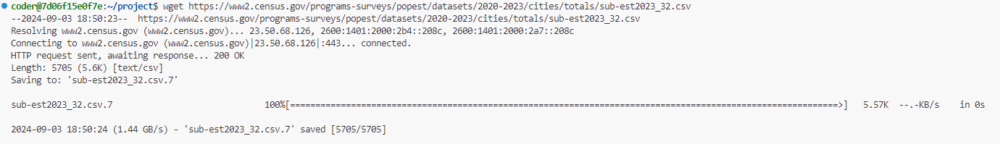 coder@7d06f15e0f7e:~/project$ wget https://www2.census.gov/programs-surveys/popest/datasets/2020-2023/cities/totals/sub-est2023_32.csv
--2024-09-03 18:50:23--  https://www2.census.gov/programs-surveys/popest/datasets/2020-2023/cities/totals/sub-est2023_32.csv
Resolving www2.census.gov (www2.census.gov)... 23.50.68.126, 2600:1401:2000:2b4::208c, 2600:1401:2000:2a7::208c
Connecting to www2.census.gov (www2.census.gov)|23.50.68.126|:443... connected.
HTTP request sent, awaiting response... 200 OK
Length: 5705 (5.6K) [text/csv]
Saving to: 'sub-est2023_32.csv.7'
sub-est2023_32.csv.7 100%[============================================================================================================>] 5.57K --.-KB/s in 0s
2024-09-03 18:50:24 (1.44 GB/s) - 'sub-est2023_32.csv.7' saved [5705/5705]